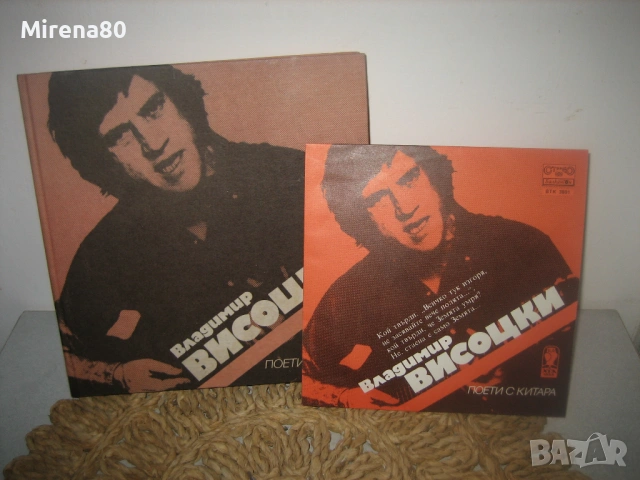 Mirena80
Владимир
ВИСОЦКИ
ПОЕТИ
Кой твърди: „Всичко тук изгоря,
не засявайте вече полята...",
кой твърди, че Земята умря?
Не, стаена е само Земята...
Владимир
ВИСОЦКИ
ПОЕТИ С КИТАРА
BAZAR